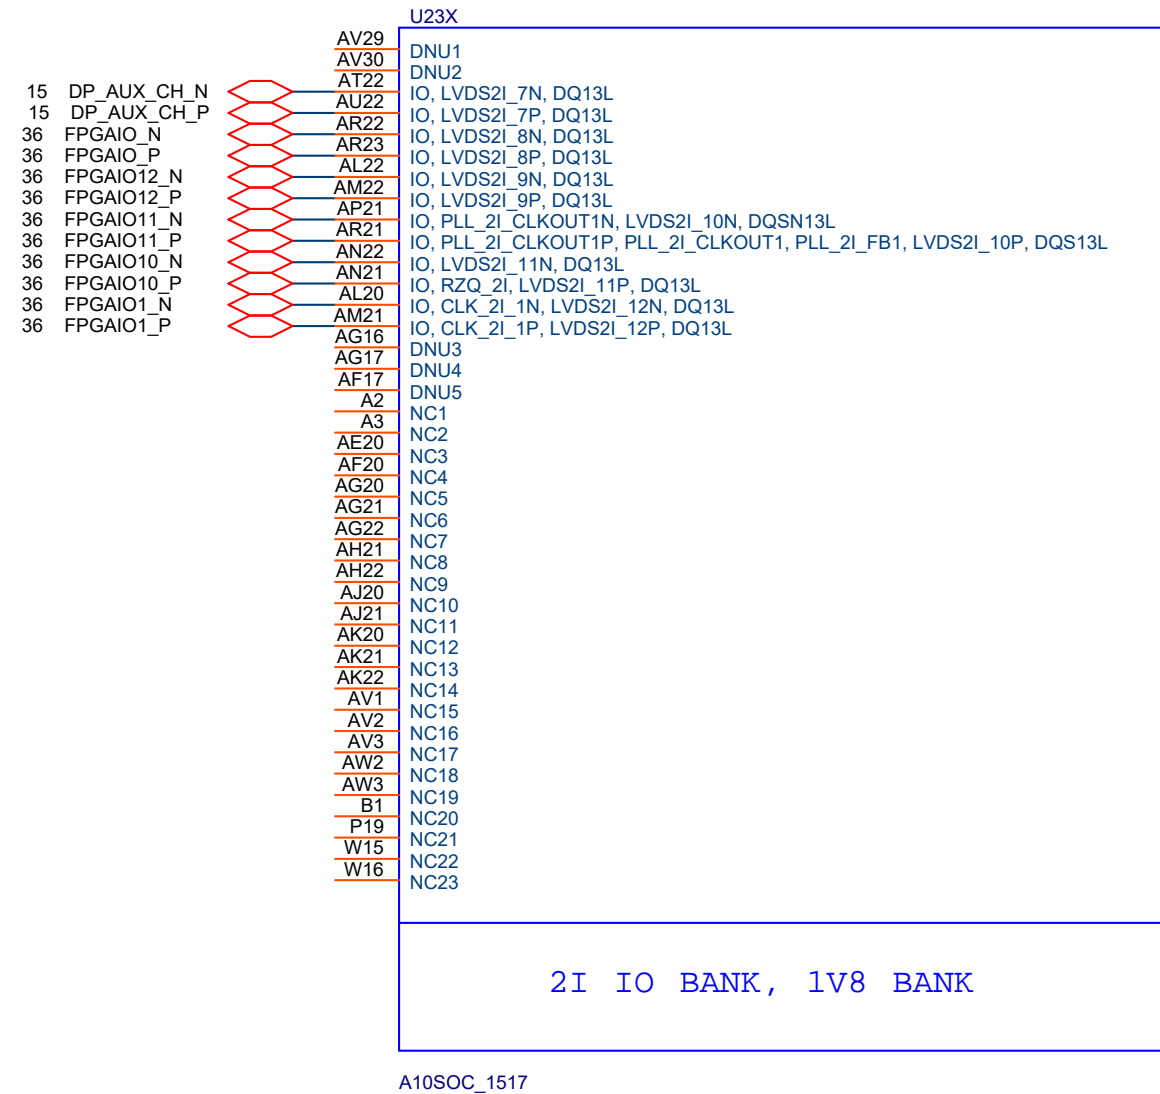 U23X
AV29 DNU1
AV30 DNU2
15 DP_AUX_CH_N AT22 IO, LVDS2I_7N, DQ13L
15 DP_AUX_CH_P AU22 IO, LVDS2I_7P, DQ13L
36 FPGAIO_N AR22 IO, LVDS2I_8N, DQ13L
36 FPGAIO_P AR23 IO, LVDS2I_8P, DQ13L
36 FPGAIO12_N AL22 IO, LVDS2I_9N, DQ13L
36 FPGAIO12_P AM22 IO, LVDS2I_9P, DQ13L
36 FPGAIO11_N AP21 IO, PLL_2I_CLKOUT1N, LVDS2I_10N, DQSN13L
36 FPGAIO11_P AR21 IO, PLL_2I_CLKOUT1P, PLL_2I_CLKOUT1, PLL_2I_FB1, LVDS2I_10P, DQS13L
36 FPGAIO10_N AN22 IO, LVDS2I_11N, DQ13L
36 FPGAIO10_P AN21 IO, RZQ_2I, LVDS2I_11P, DQ13L
36 FPGAIO1_N AL20 IO, CLK_2I_1N, LVDS2I_12N, DQ13L
36 FPGAIO1_P AM21 IO, CLK_2I_1P, LVDS2I_12P, DQ13L
AG16 DNU3
AG17 DNU4
AF17 DNU5
A2 NC1
A3 NC2
AE20 NC3
AF20 NC4
AG20 NC5
AG21 NC6
AG22 NC7
AH21 NC8
AH22 NC9
AJ20 NC10
AJ21 NC11
AK20 NC12
AK21 NC13
AK22 NC14
AV1 NC15
AV2 NC16
AV3 NC17
AW2 NC18
AW3 NC19
B1 NC20
P19 NC21
W15 NC22
W16 NC23
2I IO BANK, 1V8 BANK
A10SOC_1517